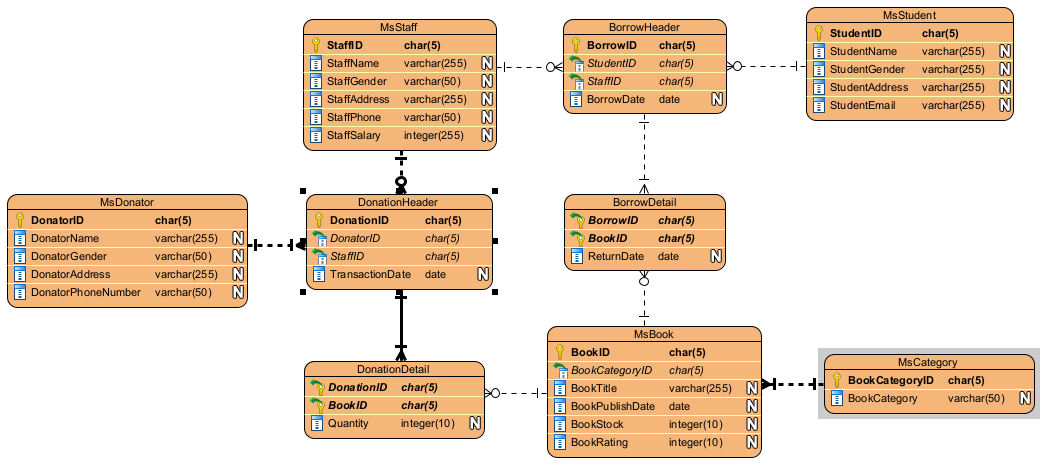 MsStaff
StaffID char(5)
StaffName varchar(255) N
StaffGender varchar(50) N
StaffAddress varchar(255) N
StaffPhone varchar(50) N
StaffSalary integer(255) N
BorrowHeader
BorrowID char(5)
StudentID char(5)
StaffID char(5)
BorrowDate date N
MsStudent
StudentID char(5)
StudentName varchar(255) N
StudentGender varchar(255) N
StudentAddress varchar(255) N
StudentEmail varchar(255) N
MsDonator
DonatorID char(5)
DonatorName varchar(255) N
DonatorGender varchar(50) N
DonatorAddress varchar(255) N
DonatorPhoneNumber varchar(50) N
DonationHeader
DonationID char(5)
DonatorID char(5)
StaffID char(5)
TransactionDate date N
BorrowDetail
BorrowID char(5)
BookID char(5)
ReturnDate date N
DonationDetail
DonationID char(5)
BookID char(5)
Quantity integer(10) N
MsBook
BookID char(5)
BookCategoryID char(5)
BookTitle varchar(255) N
BookPublishDate date N
BookStock integer(10) N
BookRating integer(10) N
MsCategory
BookCategoryID char(5)
BookCategory varchar(50) N